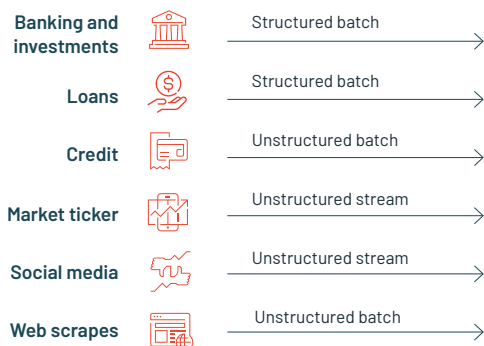 Banking and
investments
Structured batch
Loans
Structured batch
Credit
Unstructured batch
Market ticker
Unstructured stream
Social media
Unstructured stream
Web scrapes
Unstructured batch